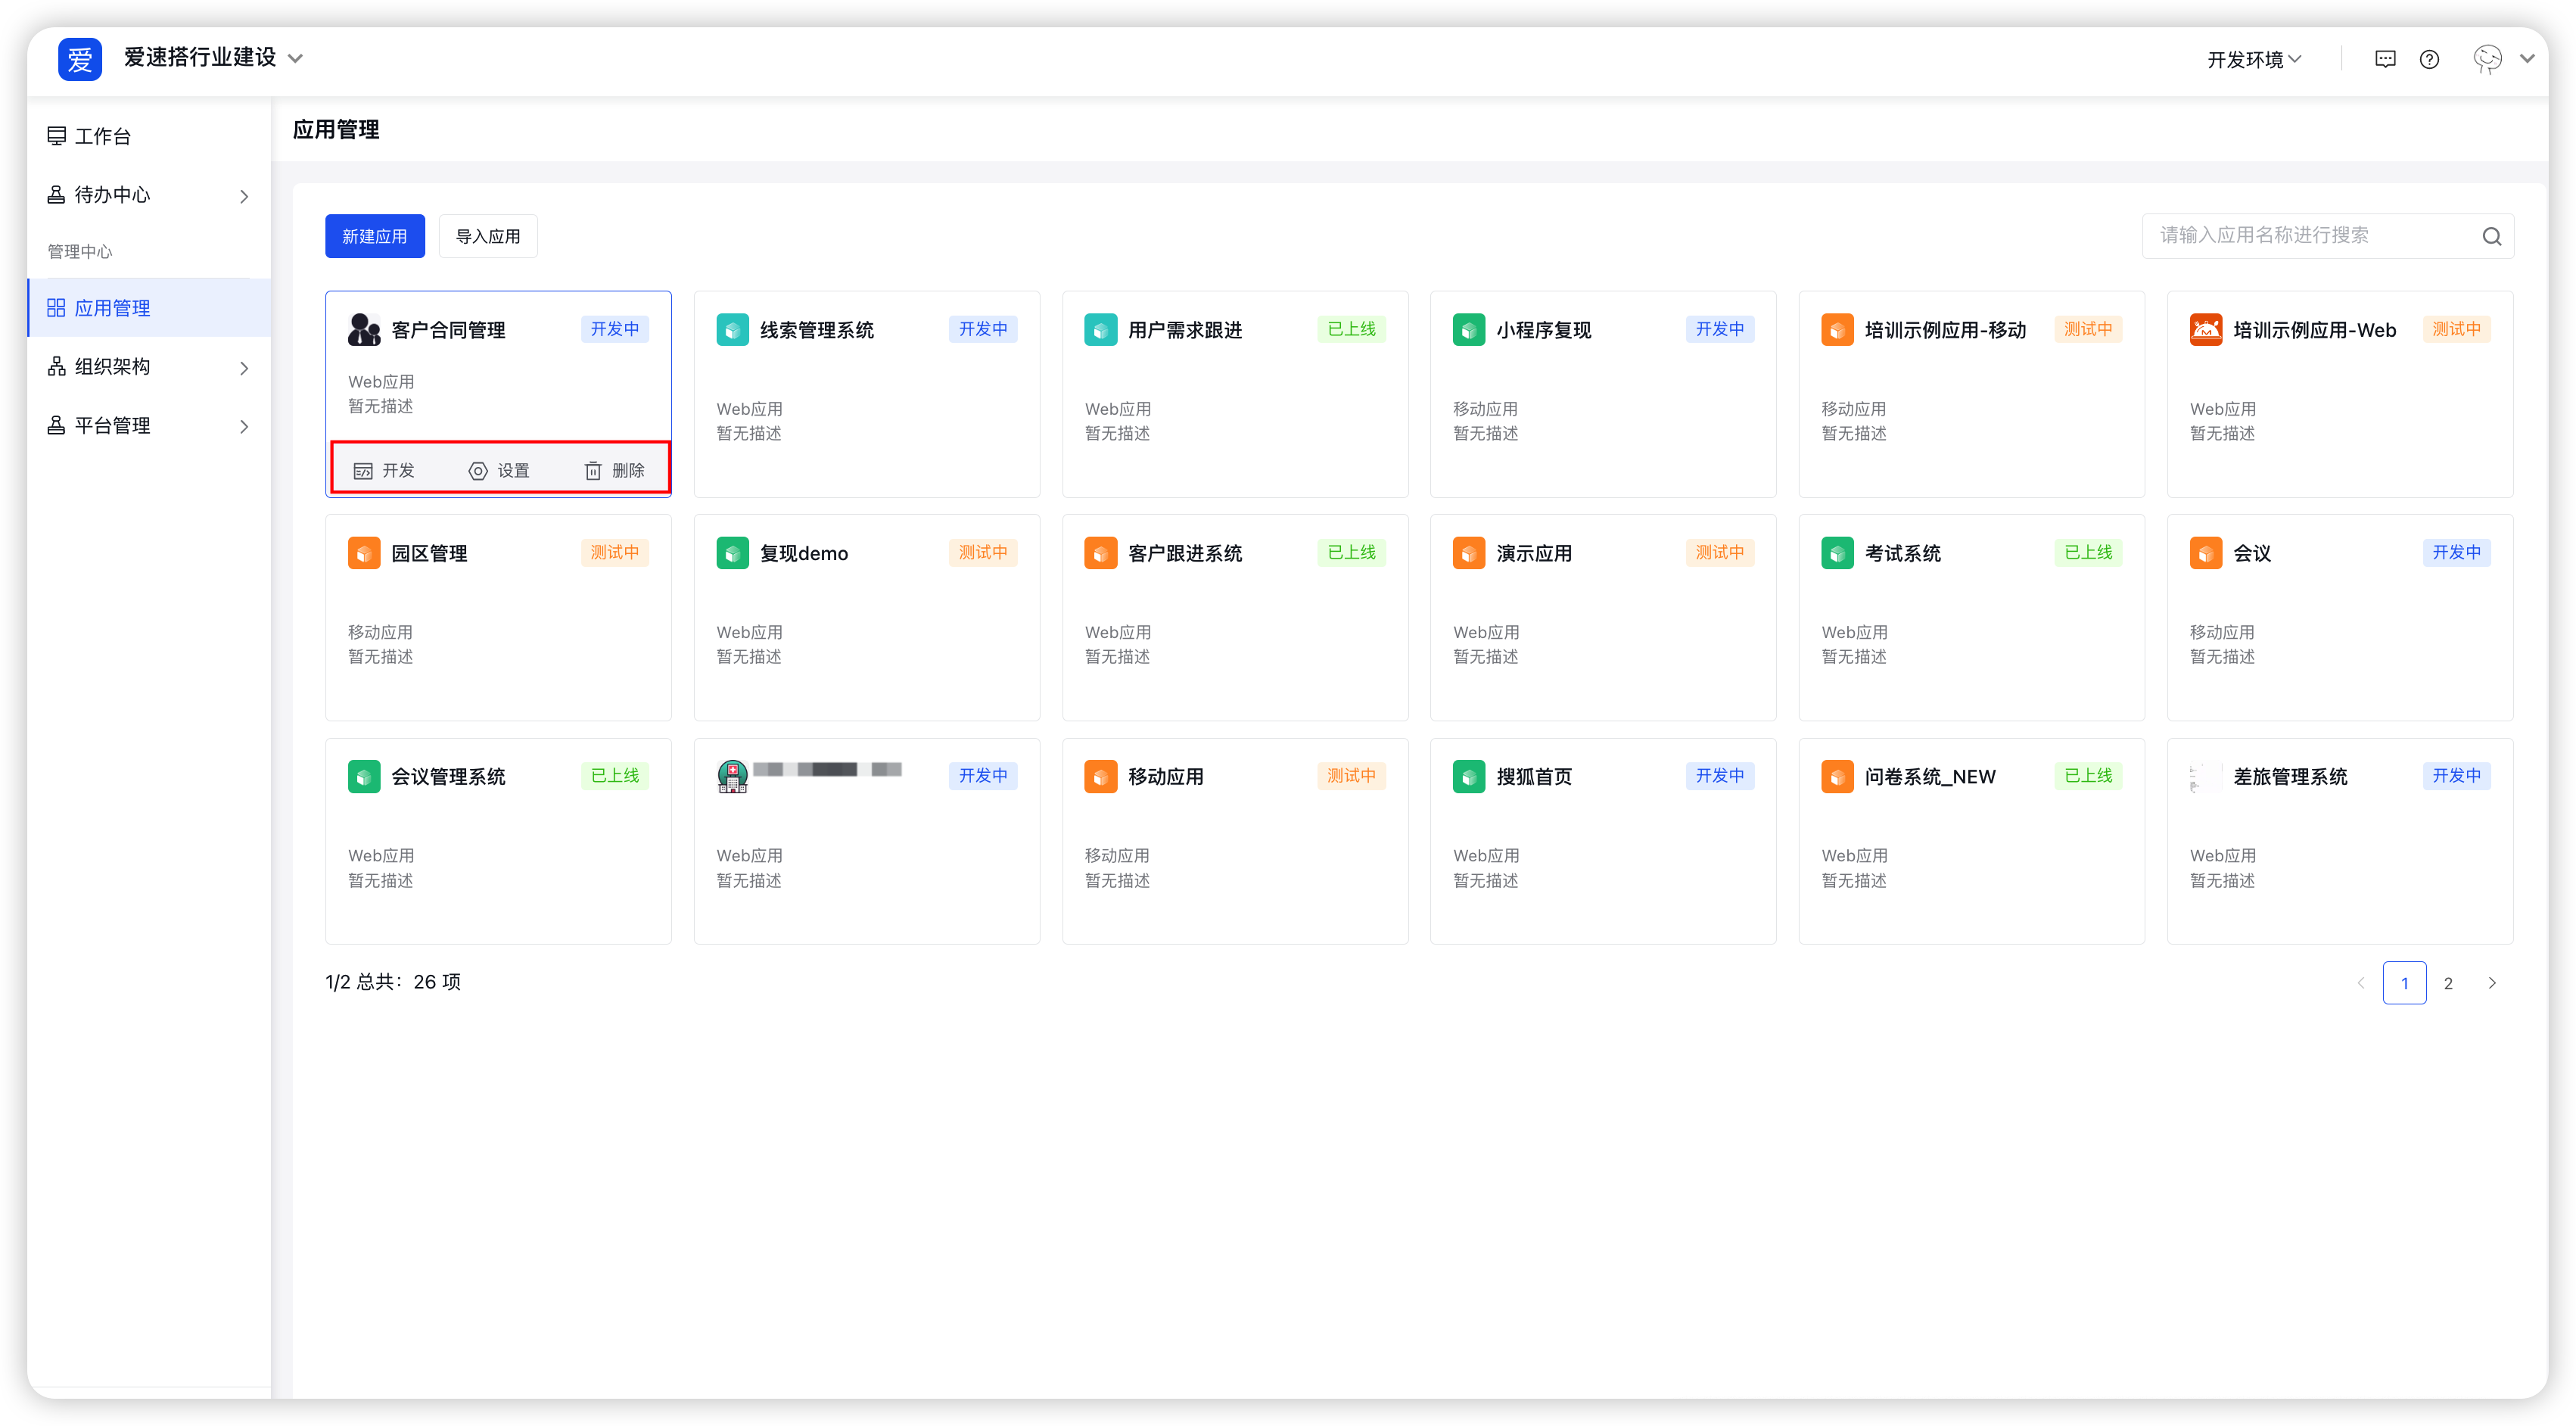 爱 爱速搭行业建设 开发环境
工作台
待办中心
管理中心
应用管理
组织架构
平台管理
应用管理
新建应用 导入应用 请输入应用名称进行搜索
客户合同管理 开发中
Web应用
暂无描述
开发 设置 删除
线索管理系统 开发中
Web应用
暂无描述
用户需求跟进 已上线
Web应用
暂无描述
小程序复现 开发中
移动应用
暂无描述
培训示例应用-移动 测试中
移动应用
暂无描述
培训示例应用-Web 测试中
Web应用
暂无描述
园区管理 测试中
移动应用
暂无描述
复现demo 测试中
Web应用
暂无描述
客户跟进系统 已上线
Web应用
暂无描述
演示应用 测试中
Web应用
暂无描述
考试系统 已上线
Web应用
暂无描述
会议 开发中
移动应用
暂无描述
会议管理系统 已上线
Web应用
暂无描述
开发中
Web应用
暂无描述
移动应用 测试中
移动应用
暂无描述
搜狐首页 开发中
Web应用
暂无描述
问卷系统_NEW 已上线
Web应用
暂无描述
差旅管理系统 开发中
Web应用
暂无描述
1/2 总共：26 项 1 2